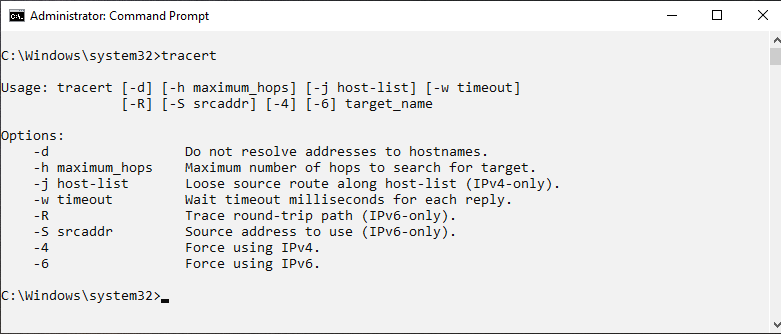 Administrator: Command Prompt
C:\Windows\system32>tracert
Usage: tracert [-d] [-h maximum_hops] [-j host-list] [-w timeout]
               [-R] [-S srcaddr] [-4] [-6] target_name
Options:
    -d                 Do not resolve addresses to hostnames.
    -h maximum_hops    Maximum number of hops to search for target.
    -j host-list       Loose source route along host-list (IPv4-only).
    -w timeout         Wait timeout milliseconds for each reply.
    -R                 Trace round-trip path (IPv6-only).
    -S srcaddr         Source address to use (IPv6-only).
    -4                 Force using IPv4.
    -6                 Force using IPv6.
C:\Windows\system32>